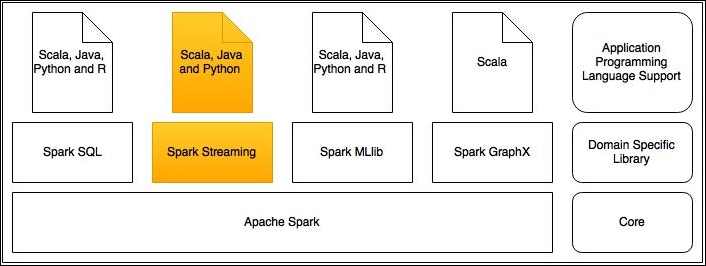 Scala, Java,
Python and R
Scala, Java
and Python
Scala, Java,
Python and R
Scala
Application
Programming
Language Support
Spark SQL
Spark Streaming
Spark MLlib
Spark GraphX
Domain Specific
Library
Apache Spark
Core